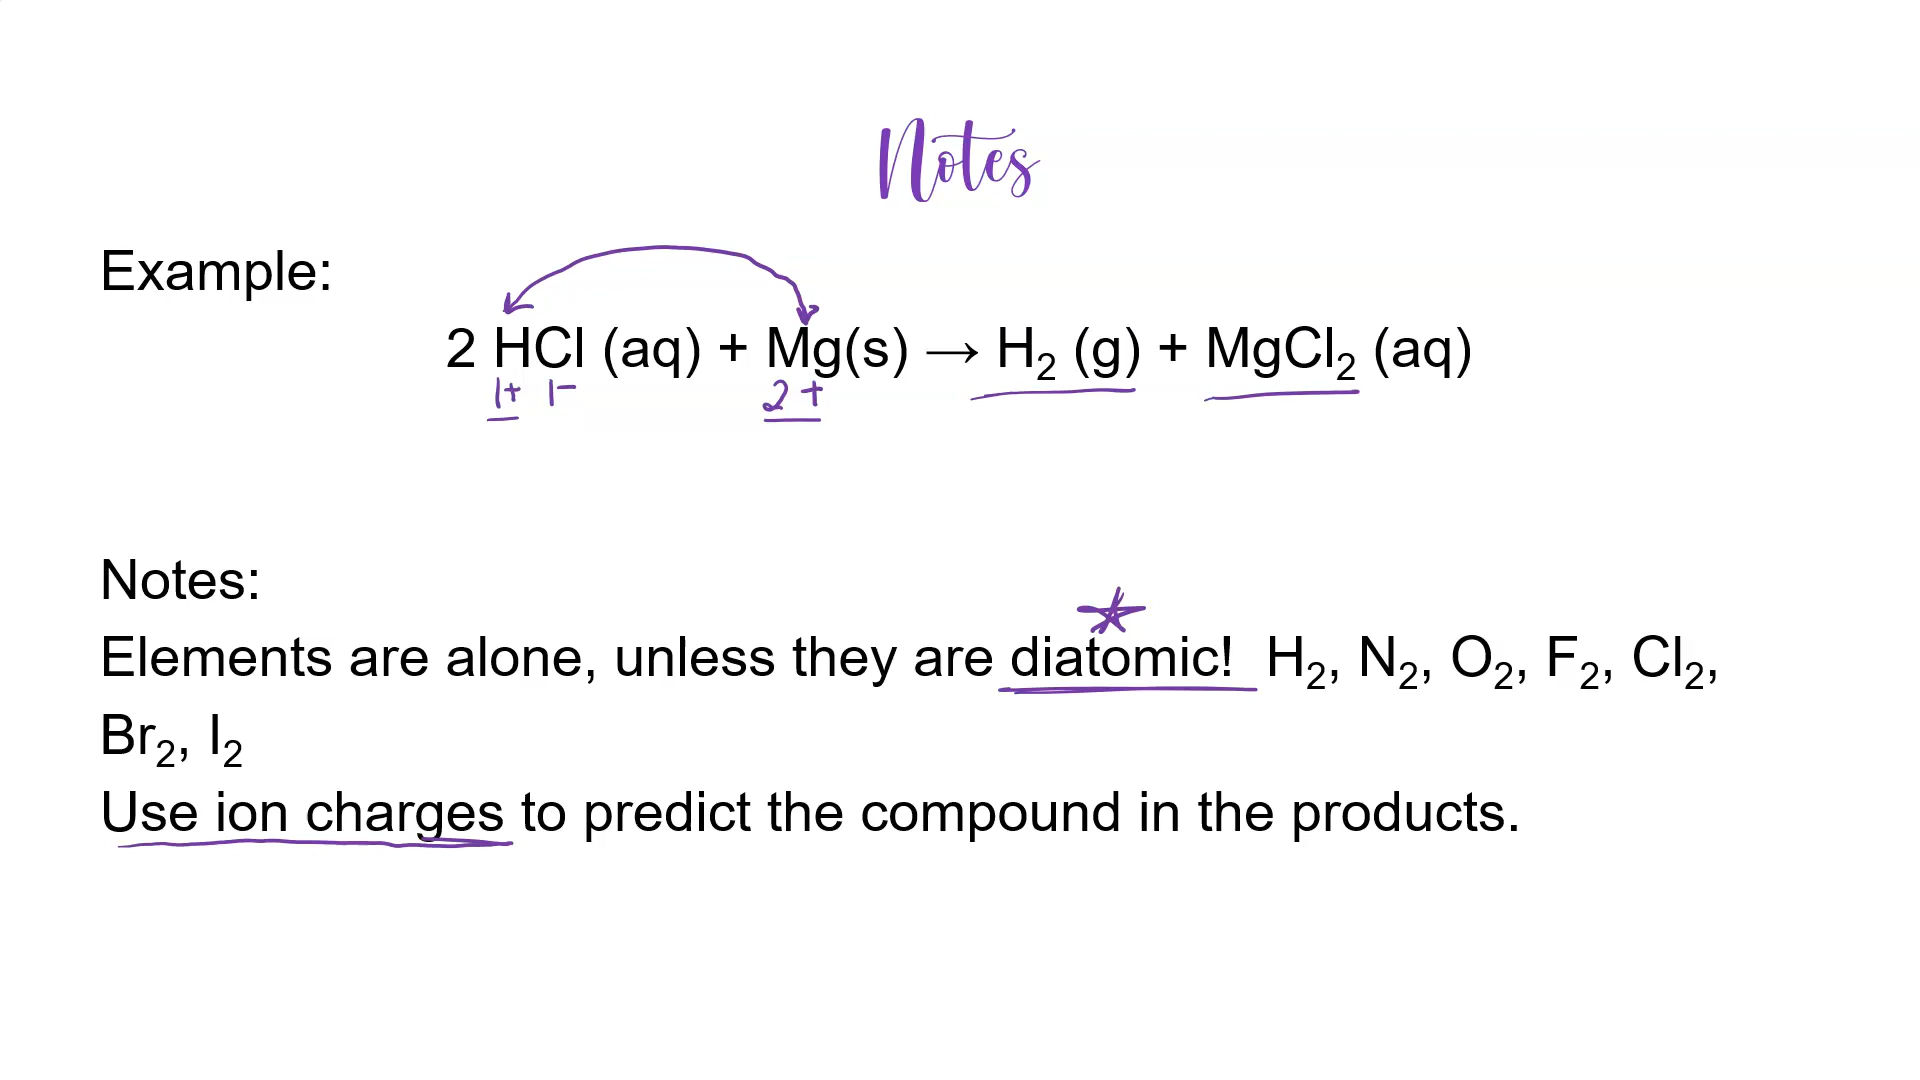 Notes
Example:
2 HCl (aq) + Mg(s) → H₂ (g) + MgCl₂ (aq)
1+ 1- 2+
Notes:
Elements are alone, unless they are diatomic! H₂, N₂, O₂, F₂, Cl₂,
Br₂, I₂
Use ion charges to predict the compound in the products.